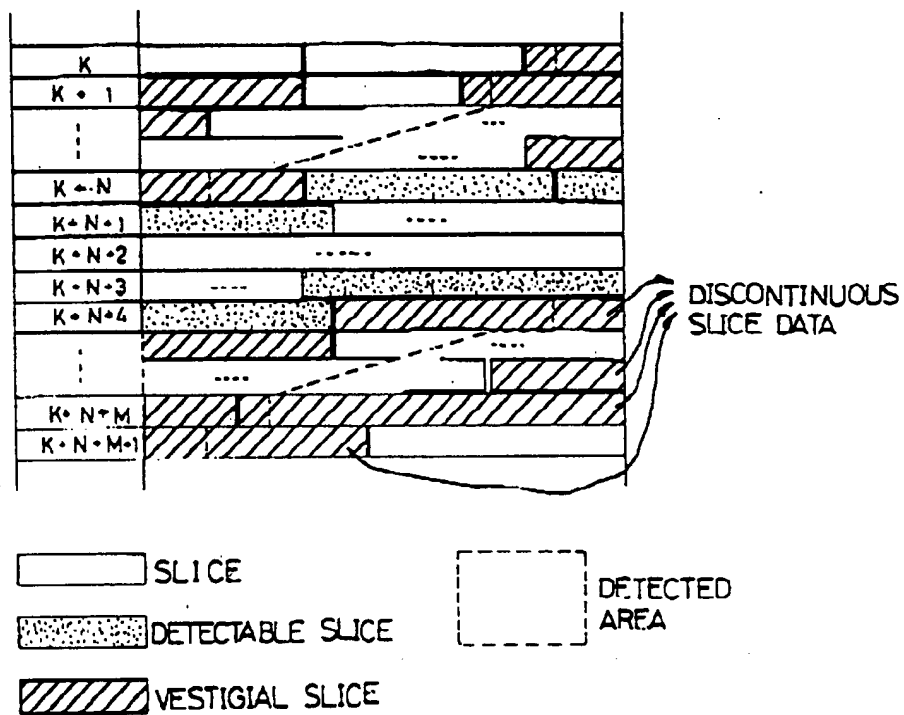 K
K + 1
K + N
K + N + 1
K + N + 2
K + N + 3
K + N + 4
K + N + M
K + N + M + 1
DISCONTINUOUS
SLICE DATA
SLICE
DETECTABLE SLICE
VESTIGIAL SLICE
DETECTED
AREA